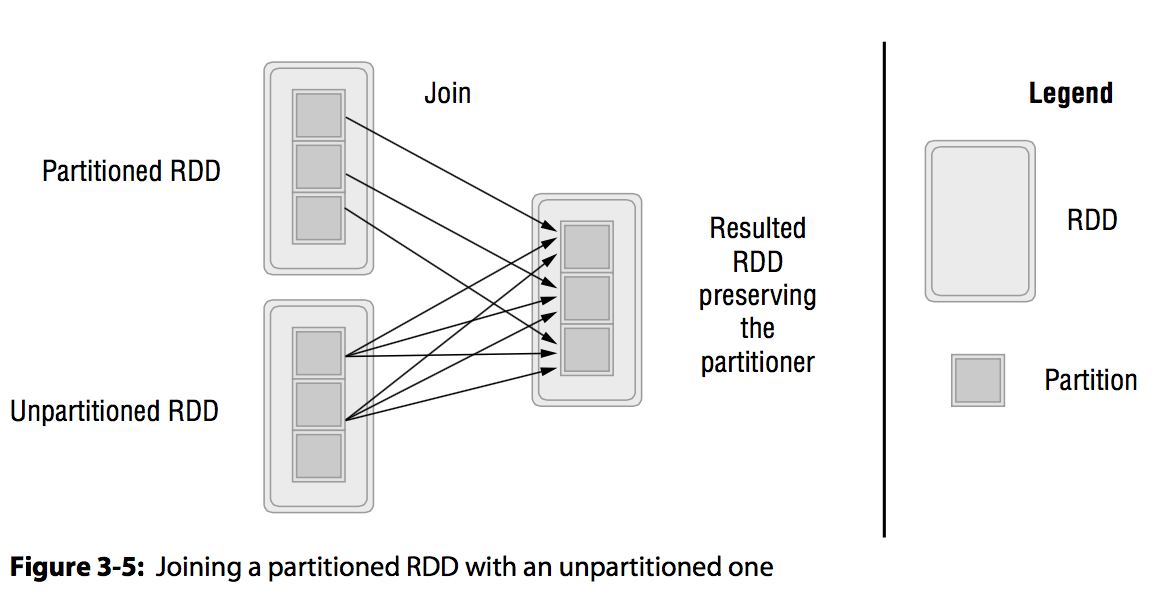 Join
Partitioned RDD
Unpartitioned RDD
Resulted
RDD
preserving
the
partitioner
Legend
RDD
Partition
Figure 3-5: Joining a partitioned RDD with an unpartitioned one